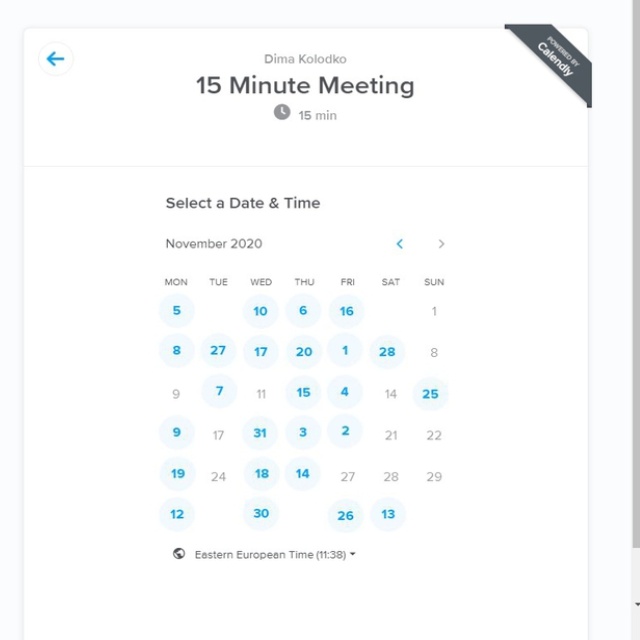 POWERED BY
Calendly
Dima Kolodko
15 Minute Meeting
15 min
Select a Date & Time
November 2020 < >
MON TUE WED THU FRI SAT SUN
5 10 6 16 1
8 27 17 20 1 28 8
9 7 11 15 4 14 25
9 17 31 3 2 21 22
19 24 18 14 27 28 29
12 30 26 13
Eastern European Time (11:38)